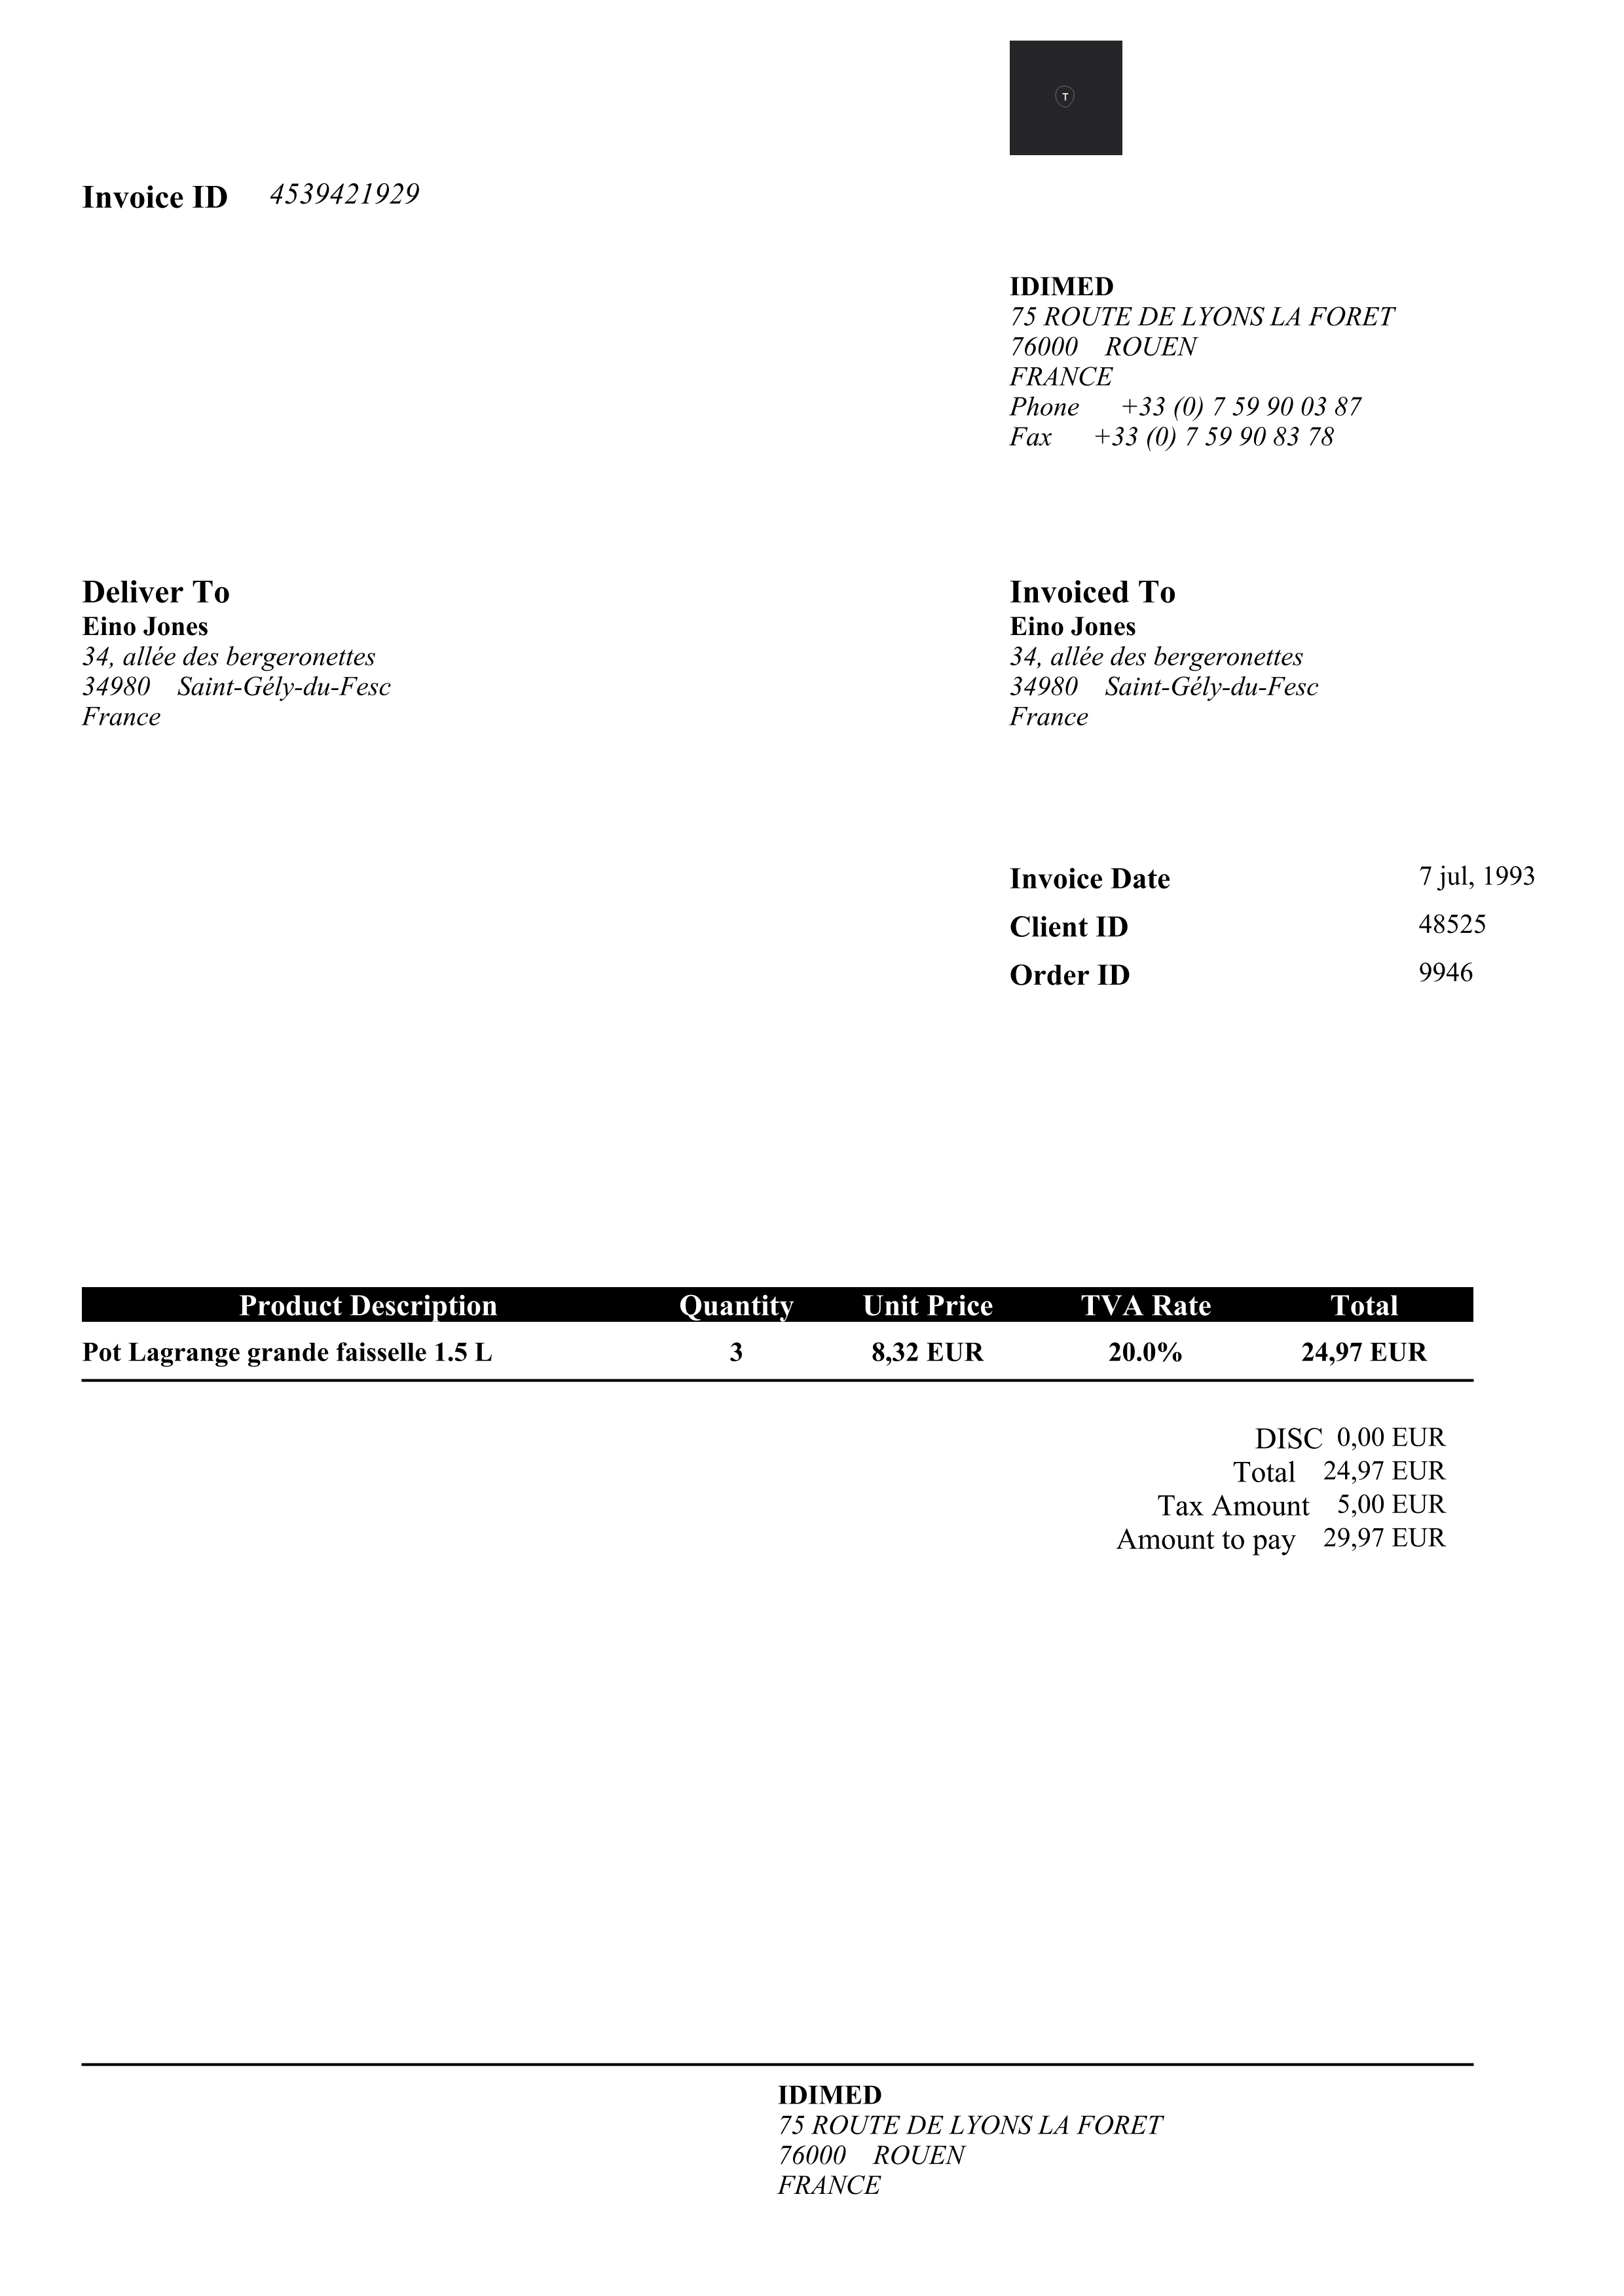 T
Invoice ID 4539421929
IDIMED
75 ROUTE DE LYONS LA FORET
76000 ROUEN
FRANCE
Phone +33 (0) 7 59 90 03 87
Fax +33 (0) 7 59 90 83 78
Deliver To
Eino Jones
34, allée des bergeronettes
34980 Saint-Gély-du-Fesc
France
Invoiced To
Eino Jones
34, allée des bergeronettes
34980 Saint-Gély-du-Fesc
France
Invoice Date 7 jul, 1993
Client ID 48525
Order ID 9946
Product Description Quantity Unit Price TVA Rate Total
Pot Lagrange grande faisselle 1.5 L 3 8,32 EUR 20.0% 24,97 EUR
DISC 0,00 EUR
Total 24,97 EUR
Tax Amount 5,00 EUR
Amount to pay 29,97 EUR
IDIMED
75 ROUTE DE LYONS LA FORET
76000 ROUEN
FRANCE